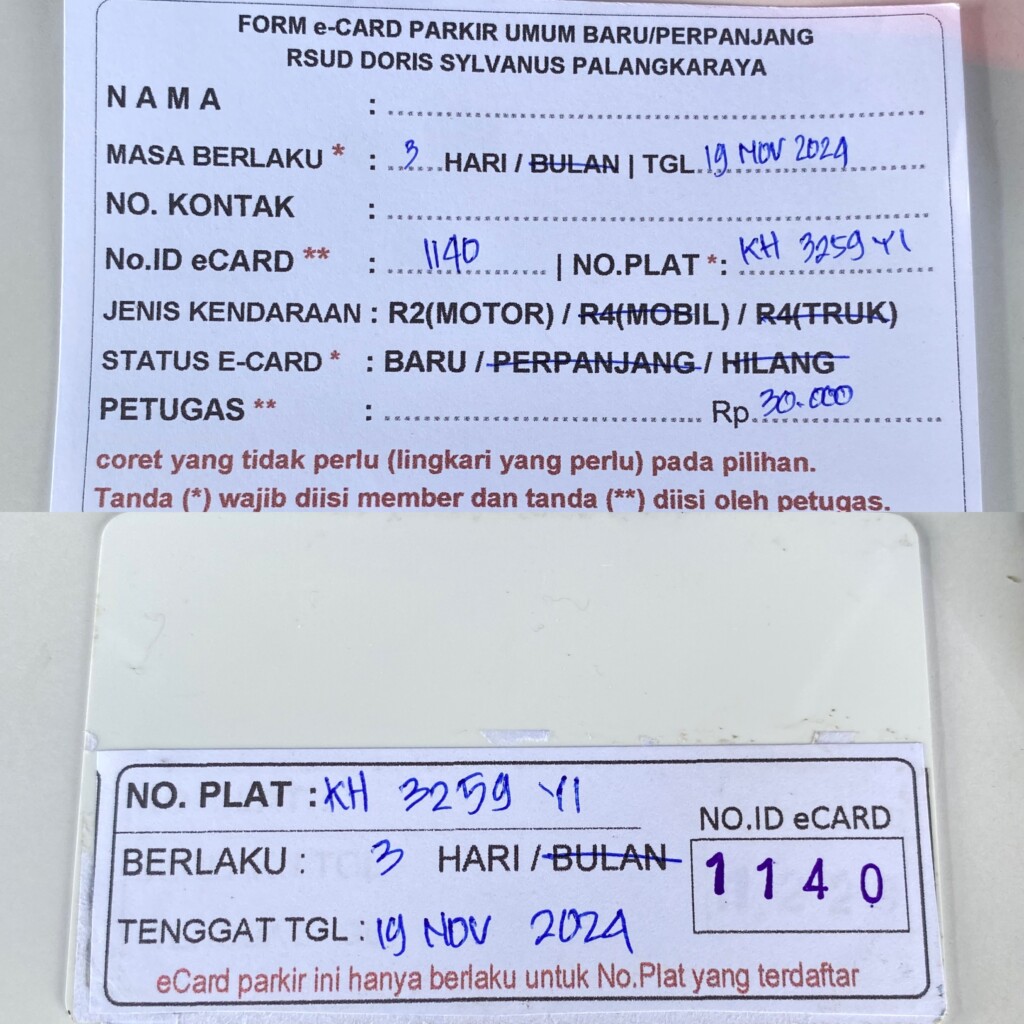 FORM e-CARD PARKIR UMUM BARU/PERPANJANG
RSUD DORIS SYLVANUS PALANGKARAYA
NAMA :
MASA BERLAKU * : 3 HARI / BULAN | TGL. 19 NOV 2024
NO. KONTAK :
No.ID eCARD ** : 1140 | NO.PLAT *: KH 3259 YI
JENIS KENDARAAN : R2(MOTOR) / R4(MOBIL) / R4(TRUK)
STATUS E-CARD * : BARU / PERPANJANG / HILANG
PETUGAS ** : Rp. 30.000
coret yang tidak perlu (lingkari yang perlu) pada pilihan.
Tanda (*) wajib diisi member dan tanda (**) diisi oleh petugas.
NO. PLAT : KH 3259 YI
NO.ID eCARD
BERLAKU : 3 HARI / BULAN
1140
TENGGAT TGL : 19 NOV 2024
eCard parkir ini hanya berlaku untuk No.Plat yang terdaftar